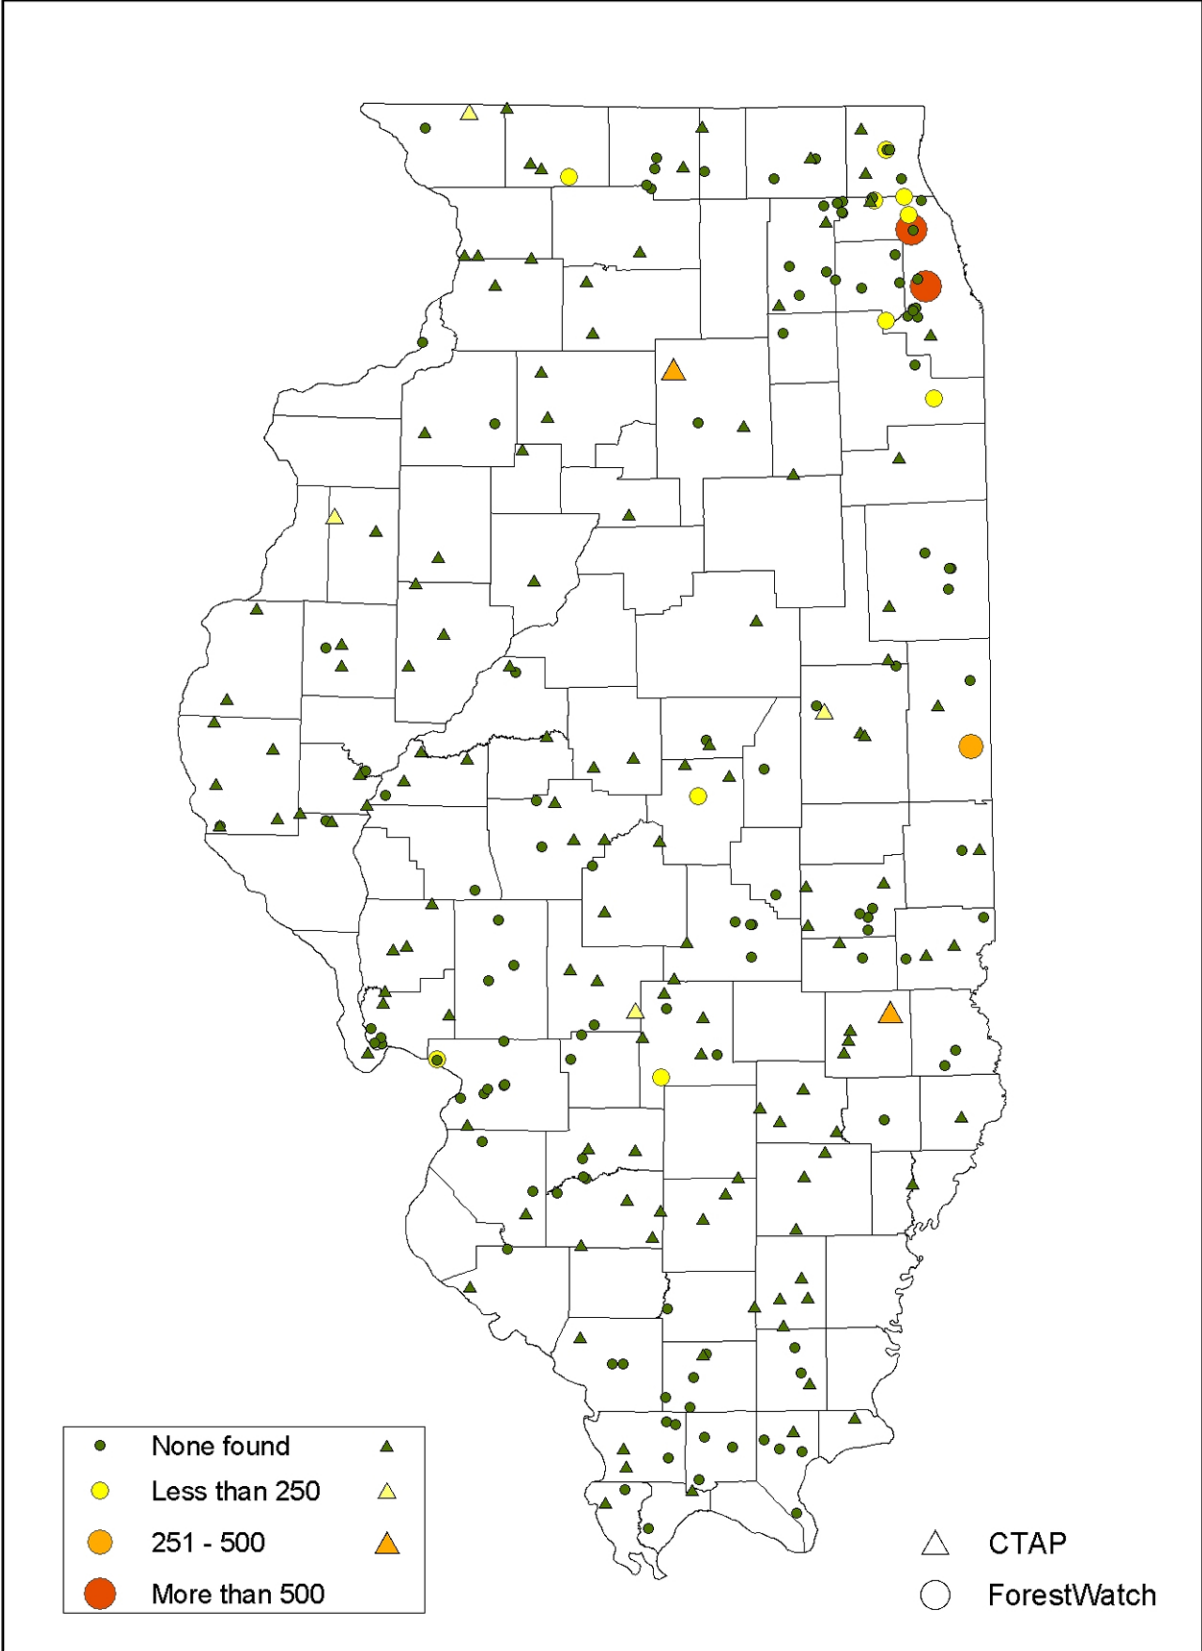 None found
Less than 250
251 - 500
More than 500
CTAP
ForestWatch